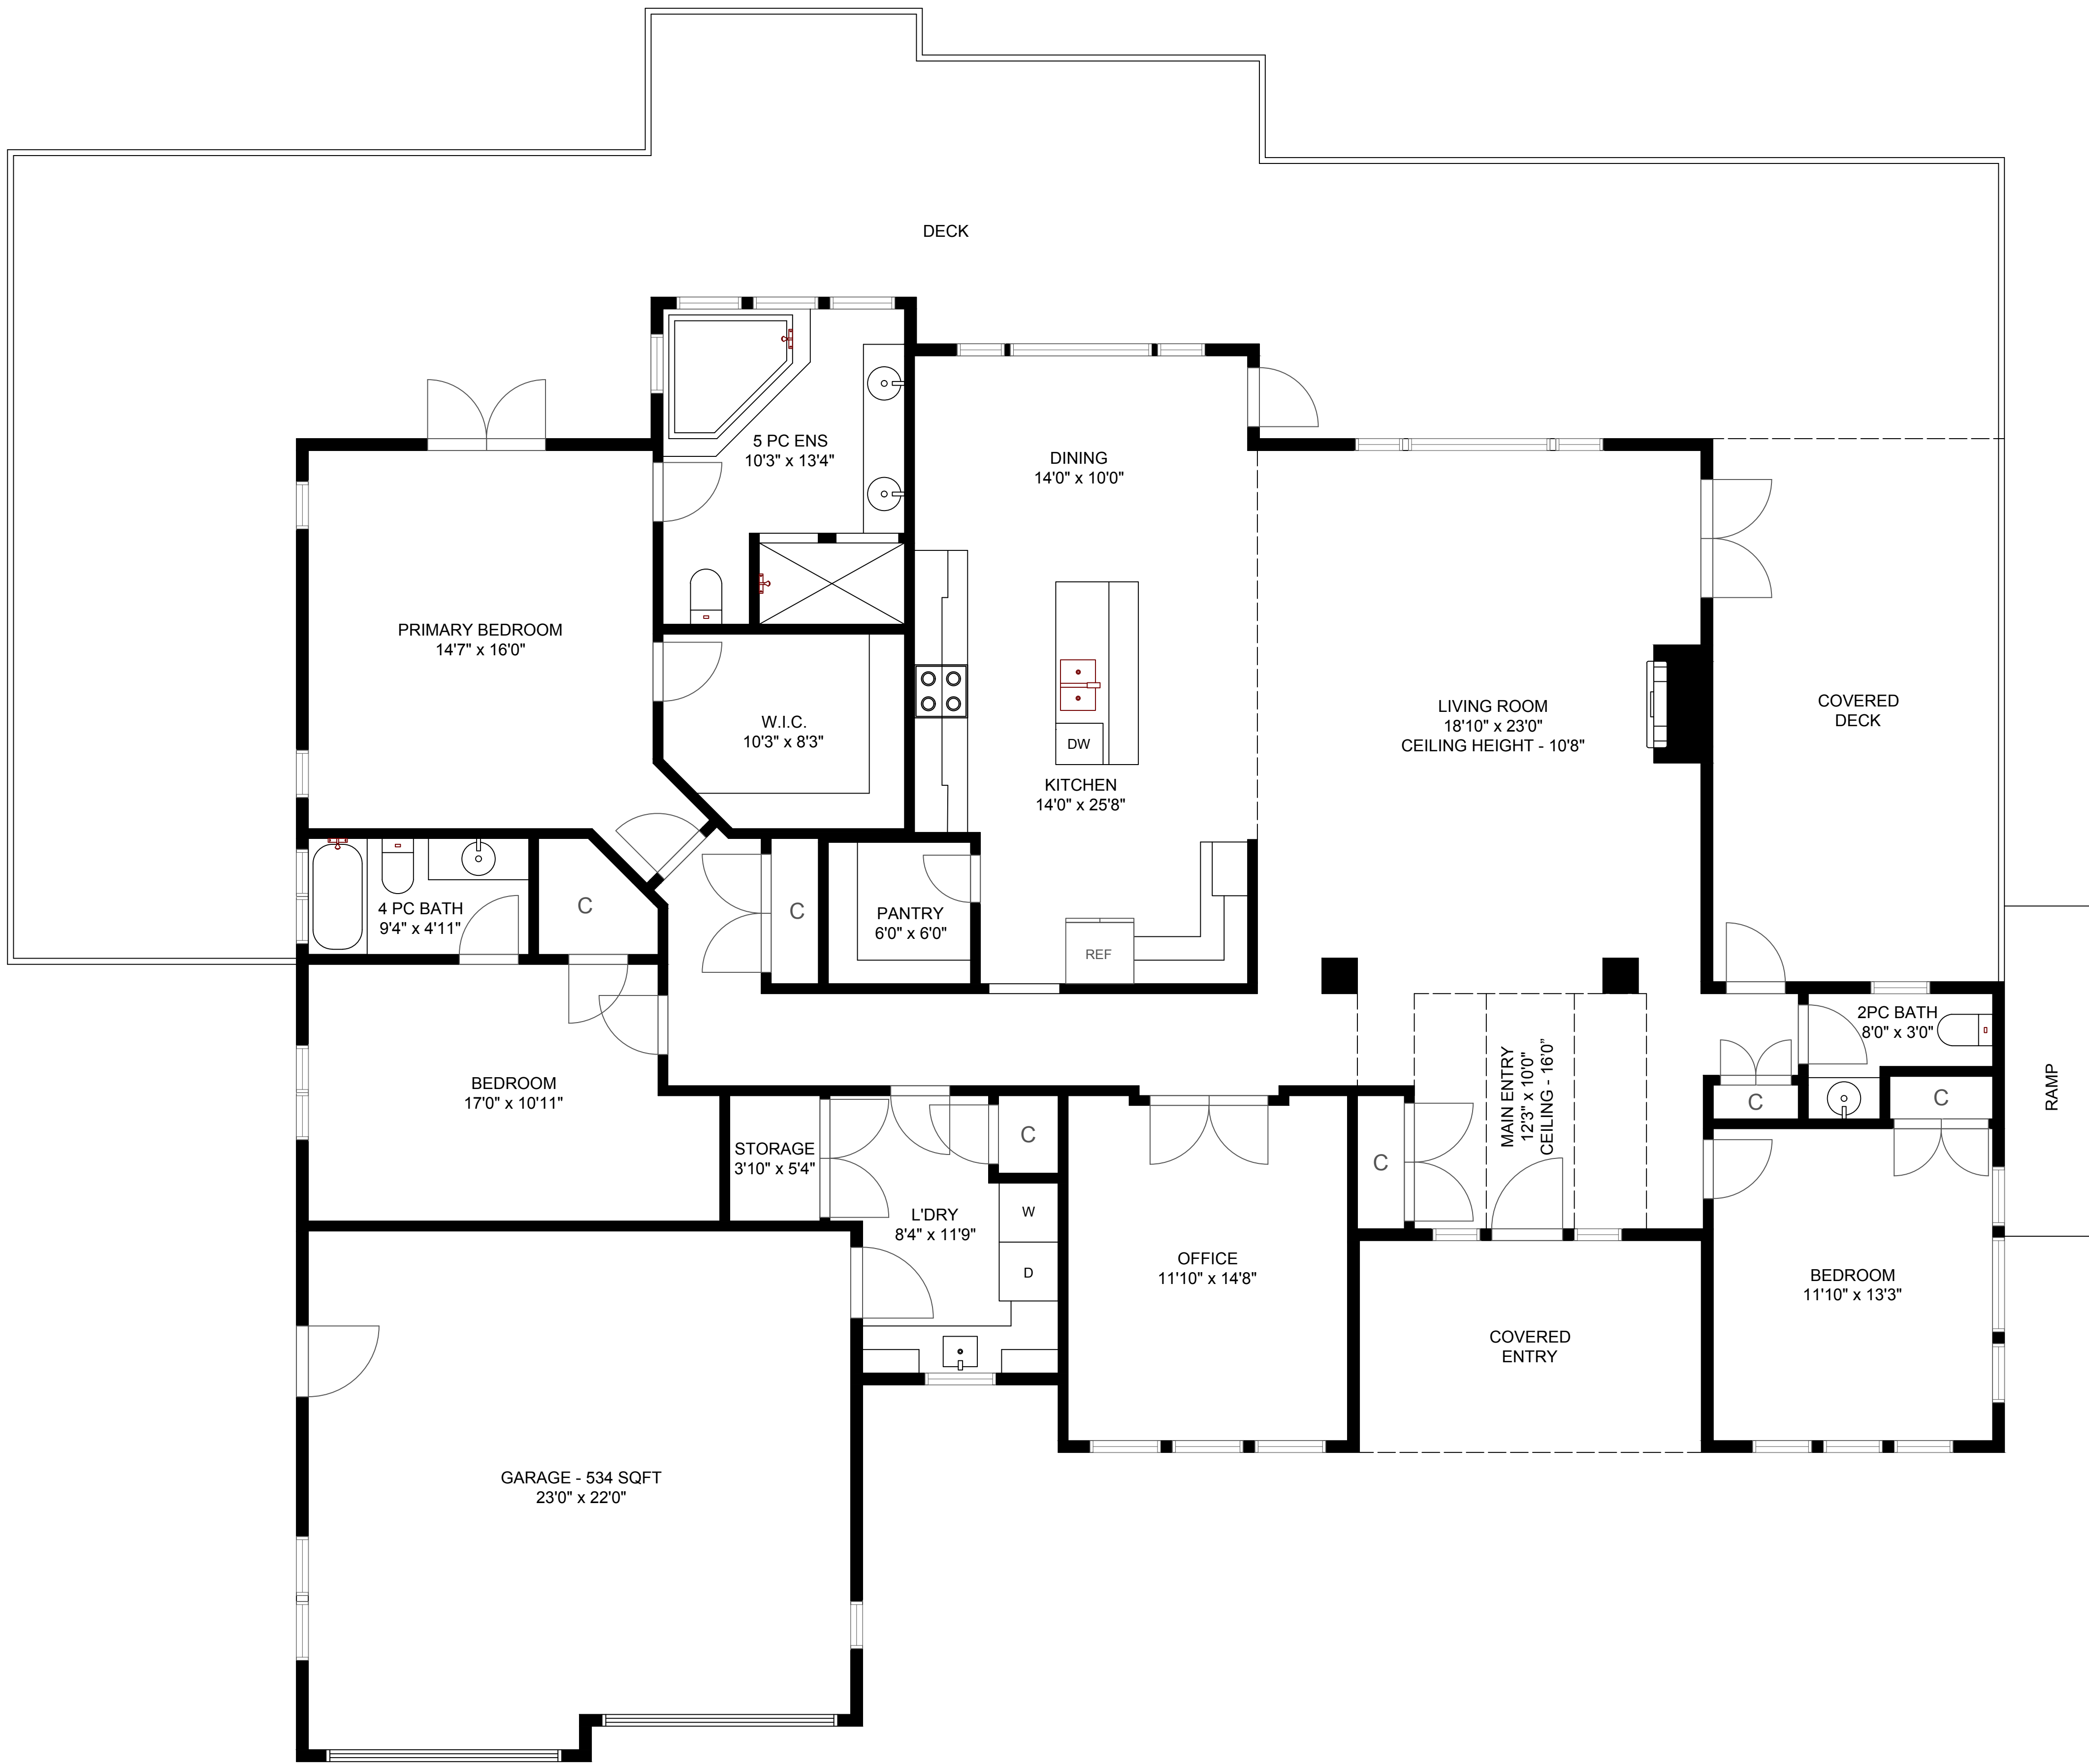 DECK
5 PC ENS
10'3" x 13'4"
DINING
14'0" x 10'0"
PRIMARY BEDROOM
14'7" x 16'0"
W.I.C.
10'3" x 8'3"
DW
KITCHEN
14'0" x 25'8"
LIVING ROOM
18'10" x 23'0"
CEILING HEIGHT - 10'8"
COVERED
DECK
4 PC BATH
9'4" x 4'11"
C
C
PANTRY
6'0" x 6'0"
REF
2PC BATH
8'0" x 3'0"
BEDROOM
17'0" x 10'11"
MAIN ENTRY
12'3" x 10'0"
CEILING - 16'0”
RAMP
C
C
STORAGE
3'10" x 5'4"
C
C
W
L'DRY
8'4" x 11'9"
D
OFFICE
11'10" x 14'8"
BEDROOM
11'10" x 13'3"
COVERED
ENTRY
GARAGE - 534 SQFT
23'0" x 22'0"